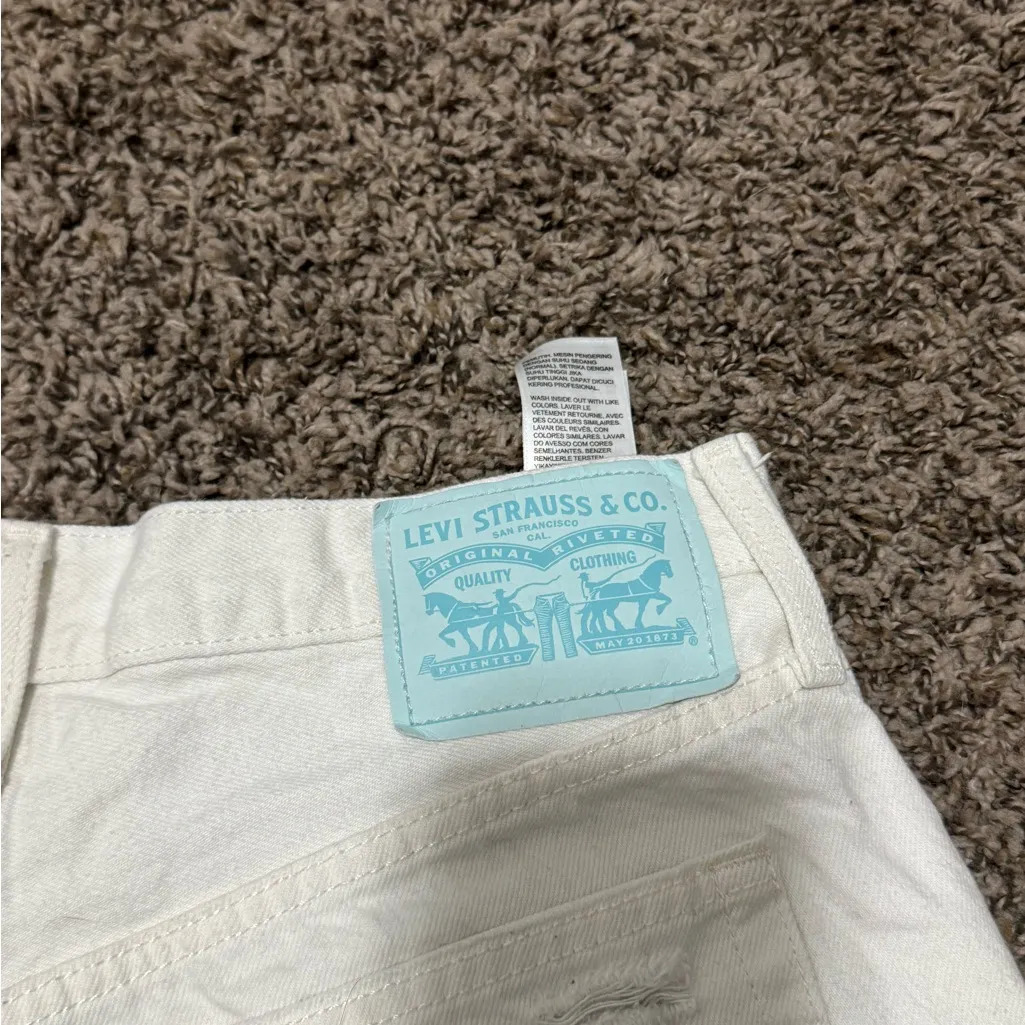 PEMUTIH. MESIN PENGERING
DENGAN SUHU SEDANG
(NORMAL). SETRIKA DENGAN
SUHU TINGGI JIKA
DIPERLUKAN. DAPAT DICUCI
KERING PROFESIONAL.
WASH INSIDE OUT WITH LIKE
COLORS. LAVER LE
VETEMENT RETOURNE, AVEC
DES COULEURS SIMILAIRES.
LAVAR DEL REVÉS, CON
COLORES SIMILARES. LAVAR
DO AVESSO COM CORES
SEMELHANTES. BENZER
RENKLERLE TERSTEN
LEVI STRAUSS & CO.
SAN FRANCISCO
CAL.
ORIGINAL RIVETED
QUALITY CLOTHING
PATENTED MAY 20 1873 ®